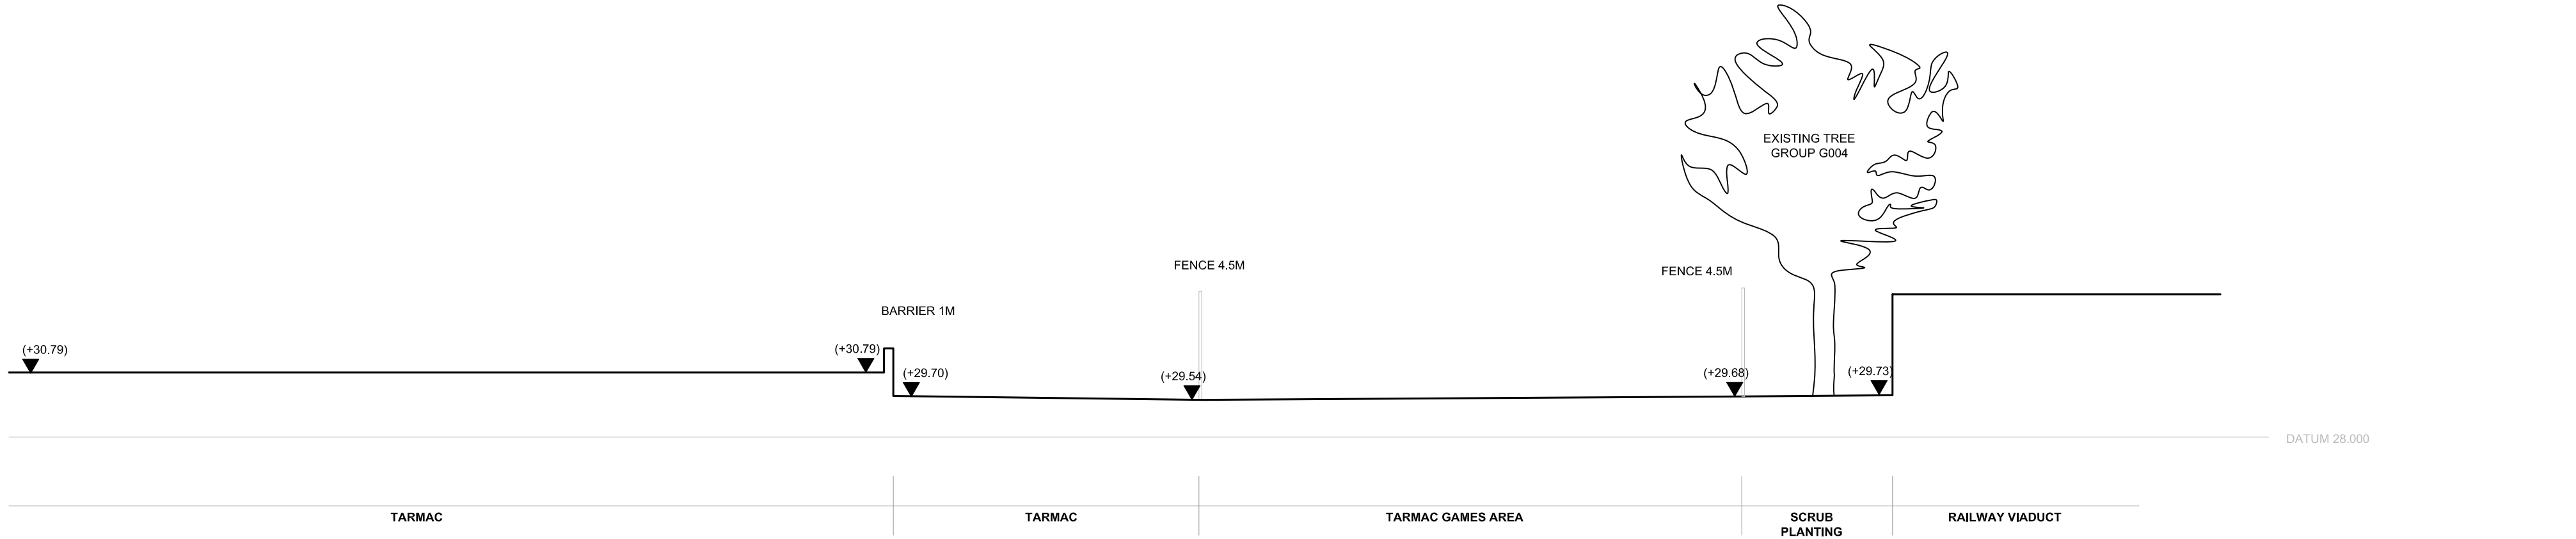 EXISTING TREE
GROUP G004
FENCE 4.5M
FENCE 4.5M
BARRIER 1M
(+30.79)
(+30.79)
(+29.70)
(+29.54)
(+29.68)
(+29.73)
DATUM 28.000
TARMAC
TARMAC
TARMAC GAMES AREA
SCRUB
PLANTING
RAILWAY VIADUCT